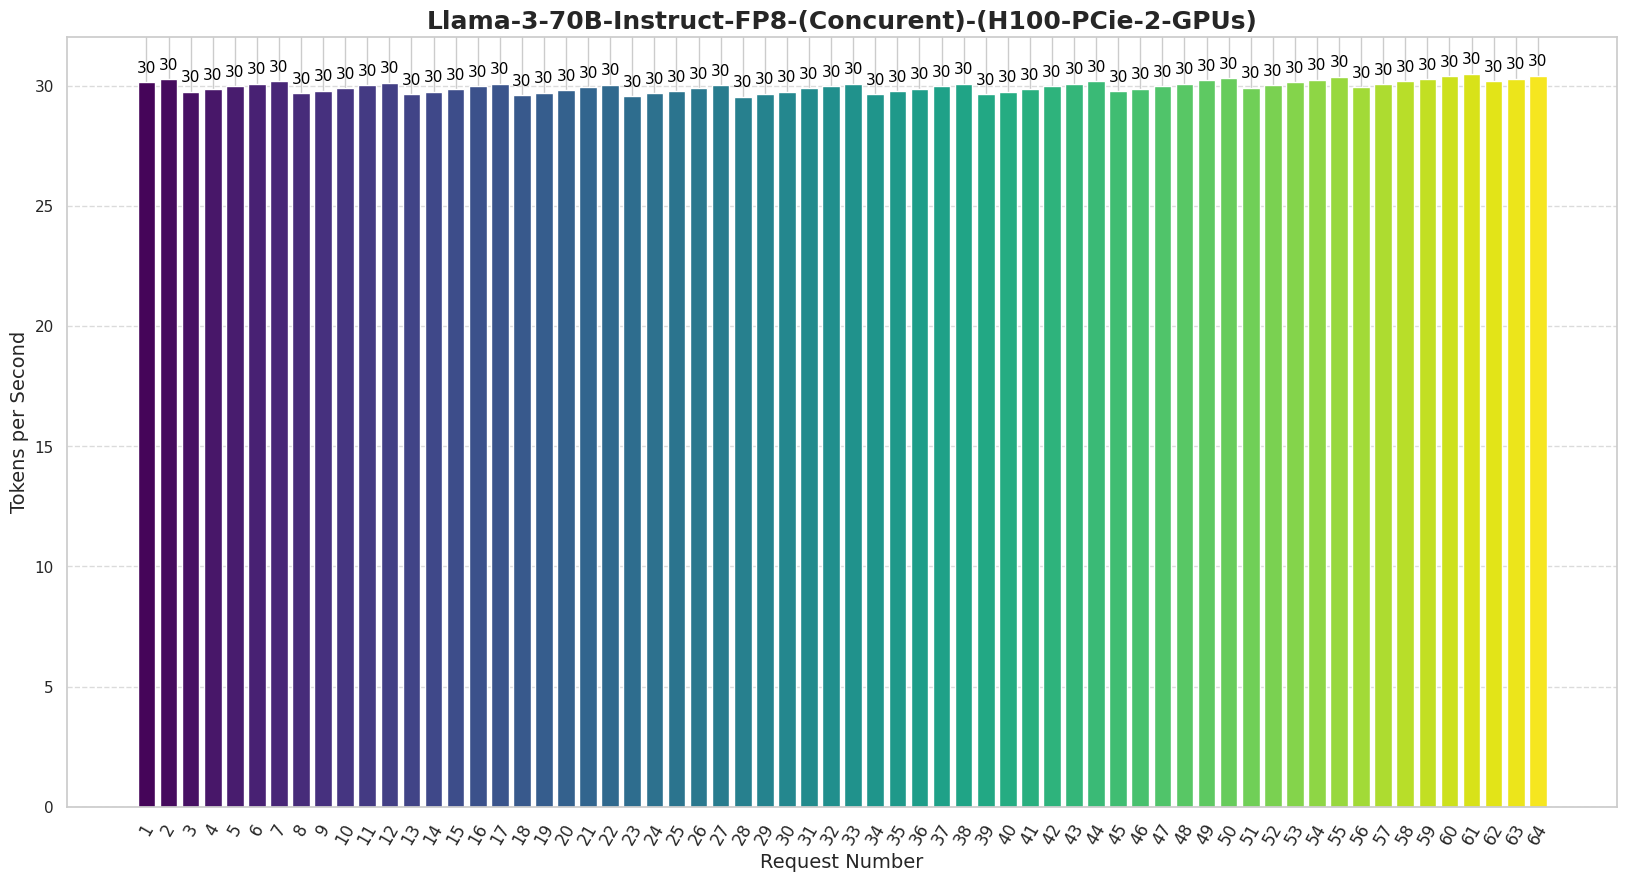 Llama-3-70B-Instruct-FP8-(Concurent)-(H100-PCie-2-GPUs)
30 30 30 30 30 30 30 30 30 30 30 30 30 30 30 30 30 30 30 30 30 30 30 30 30 30 30 30 30 30 30 30 30 30 30 30 30 30 30 30 30 30 30 30 30 30 30 30 30 30 30 30 30 30 30 30 30 30 30 30 30 30 30 30
30
25
20
15
10
5
0
Tokens per Second
1 2 3 4 5 6 7 8 9 10 11 12 13 14 15 16 17 18 19 20 21 22 23 24 25 26 27 28 29 30 31 32 33 34 35 36 37 38 39 40 41 42 43 44 45 46 47 48 49 50 51 52 53 54 55 56 57 58 59 60 61 62 63 64
Request Number